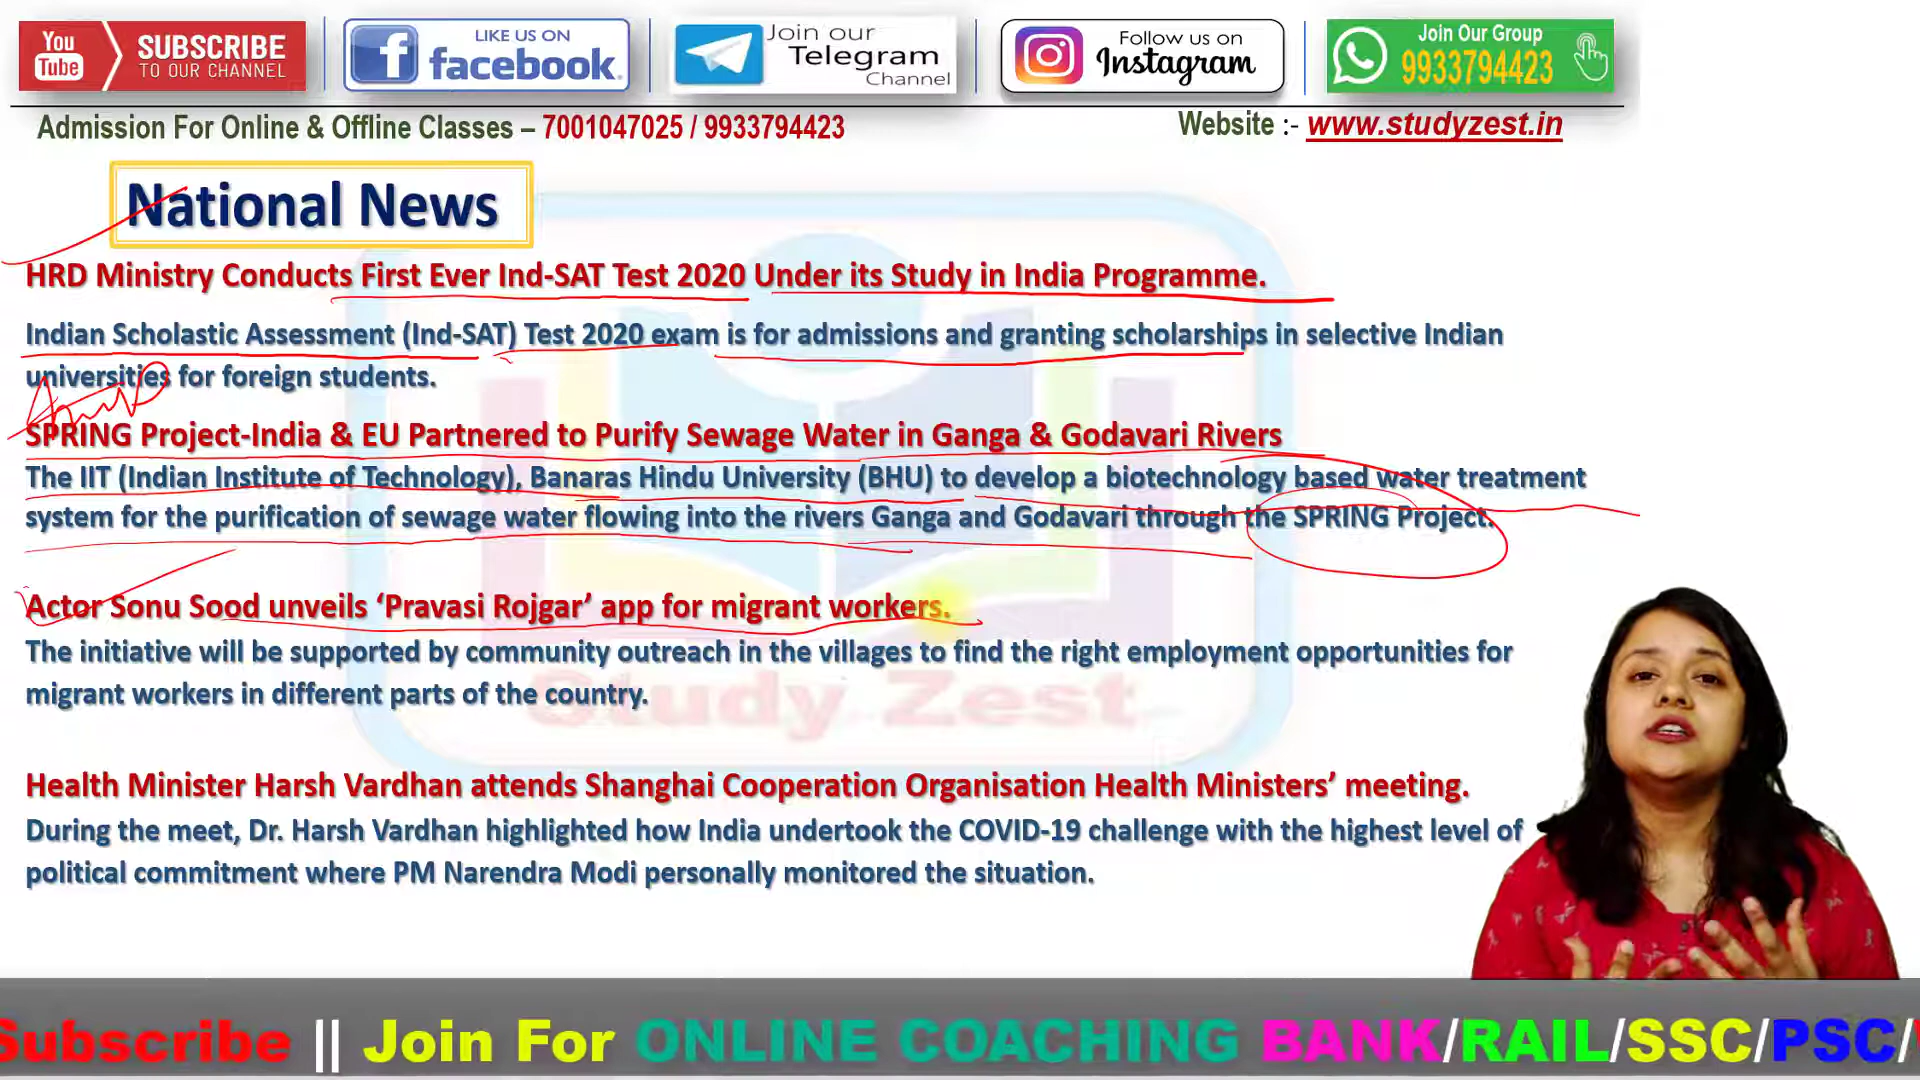 You Tube SUBSCRIBE TO OUR CHANNEL
LIKE US ON facebook.
Join our Telegram Channel
Follow us on Instagram
Join Our Group 9933794423
Admission For Online & Offline Classes – 7001047025 / 9933794423
Website :- www.studyzest.in
National News
HRD Ministry Conducts First Ever Ind-SAT Test 2020 Under its Study in India Programme.
Indian Scholastic Assessment (Ind-SAT) Test 2020 exam is for admissions and granting scholarships in selective Indian
universities for foreign students.
SPRING Project-India & EU Partnered to Purify Sewage Water in Ganga & Godavari Rivers
The IIT (Indian Institute of Technology), Banaras Hindu University (BHU) to develop a biotechnology based water treatment
system for the purification of sewage water flowing into the rivers Ganga and Godavari through the SPRING Project.
Actor Sonu Sood unveils ‘Pravasi Rojgar’ app for migrant workers.
The initiative will be supported by community outreach in the villages to find the right employment opportunities for
migrant workers in different parts of the country.
Study Zest
Health Minister Harsh Vardhan attends Shanghai Cooperation Organisation Health Ministers’ meeting.
During the meet, Dr. Harsh Vardhan highlighted how India undertook the COVID-19 challenge with the highest level of
political commitment where PM Narendra Modi personally monitored the situation.
Subscribe || Join For ONLINE COACHING BANK/RAIL/SSC/PSC/